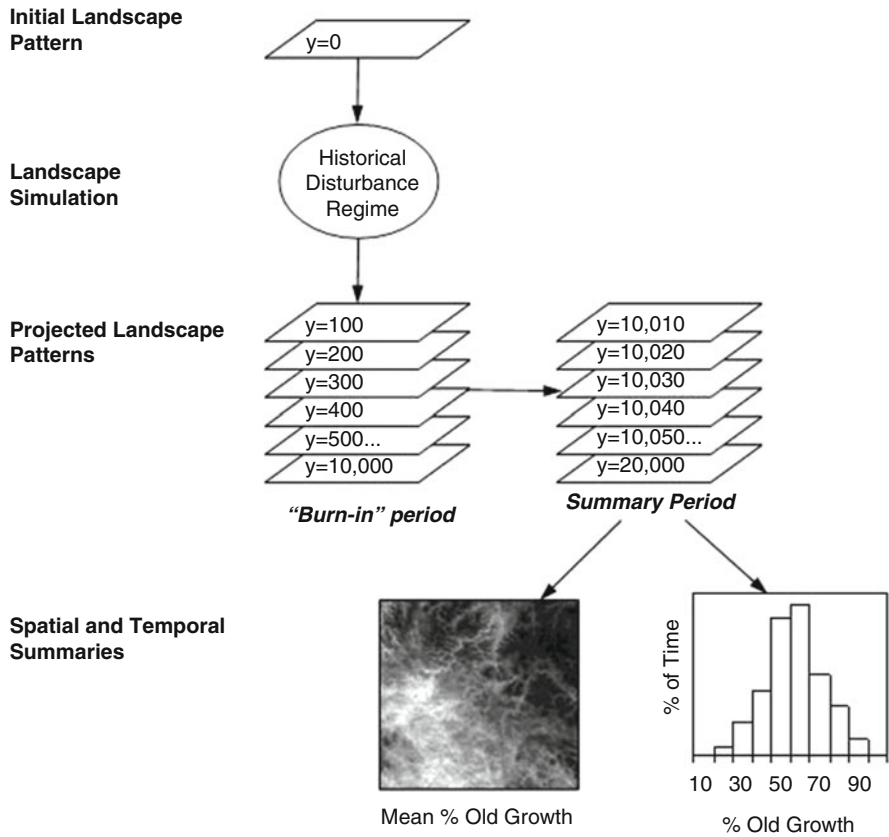 Initial Landscape
Pattern
y=0
Landscape
Simulation
Historical
Disturbance
Regime
Projected Landscape
Patterns
y=100
y=200
y=300
y=400
y=500...
y=10,000
"Burn-in" period
y=10,010
y=10,020
y=10,030
y=10,040
y=10,050...
y=20,000
Summary Period
Spatial and Temporal
Summaries
Mean % Old Growth
% of Time
10 30 50 70 90
% Old Growth